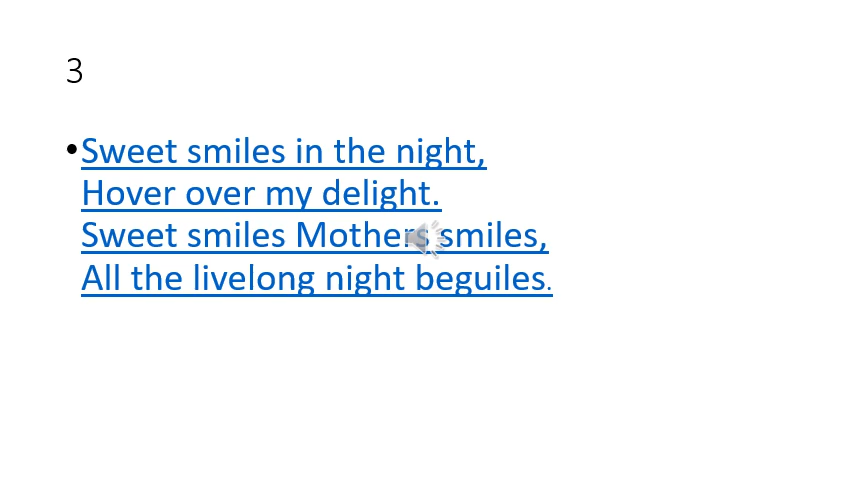 3
•Sweet smiles in the night,
Hover over my delight.
Sweet smiles Mothers smiles,
All the livelong night beguiles.